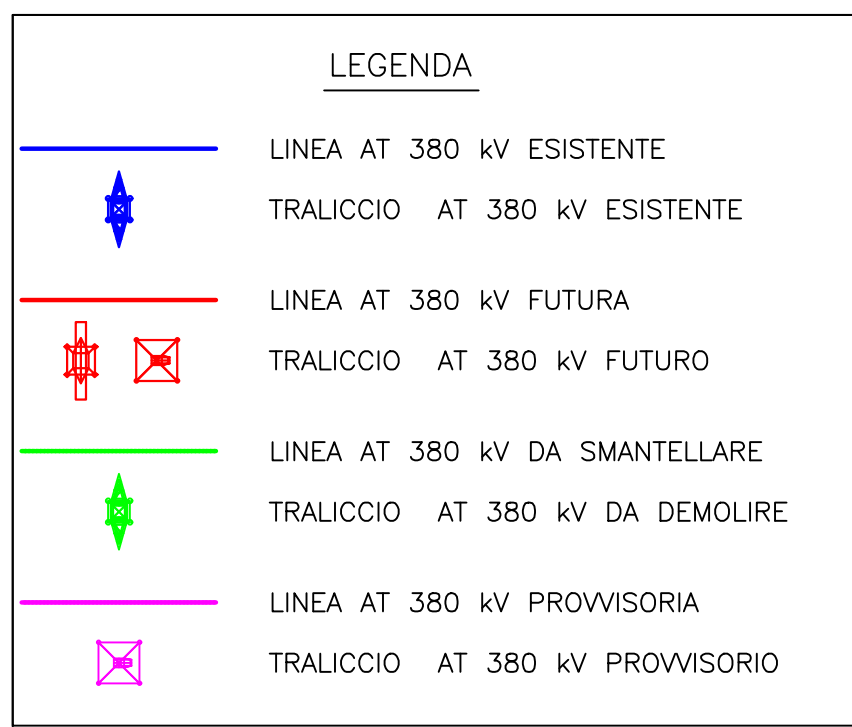 LEGENDA
LINEA AT 380 kV ESISTENTE
TRALICCIO AT 380 kV ESISTENTE
LINEA AT 380 kV FUTURA
TRALICCIO AT 380 kV FUTURO
LINEA AT 380 kV DA SMANTELLARE
TRALICCIO AT 380 kV DA DEMOLIRE
LINEA AT 380 kV PROVVISORIA
TRALICCIO AT 380 kV PROVVISORIO